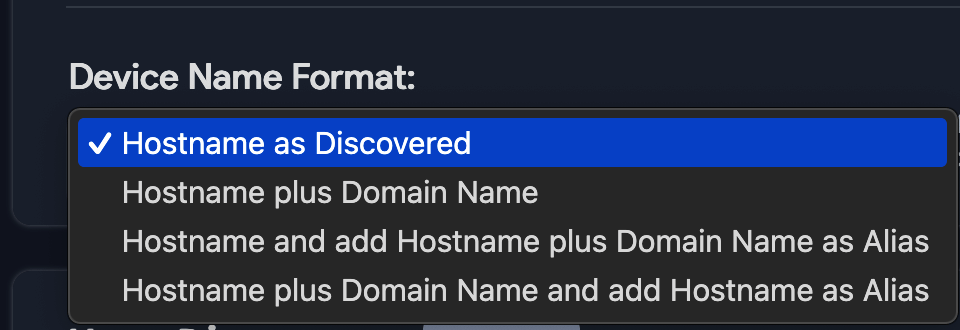 Device Name Format:
✓ Hostname as Discovered
Hostname plus Domain Name
Hostname and add Hostname plus Domain Name as Alias
Hostname plus Domain Name and add Hostname as Alias